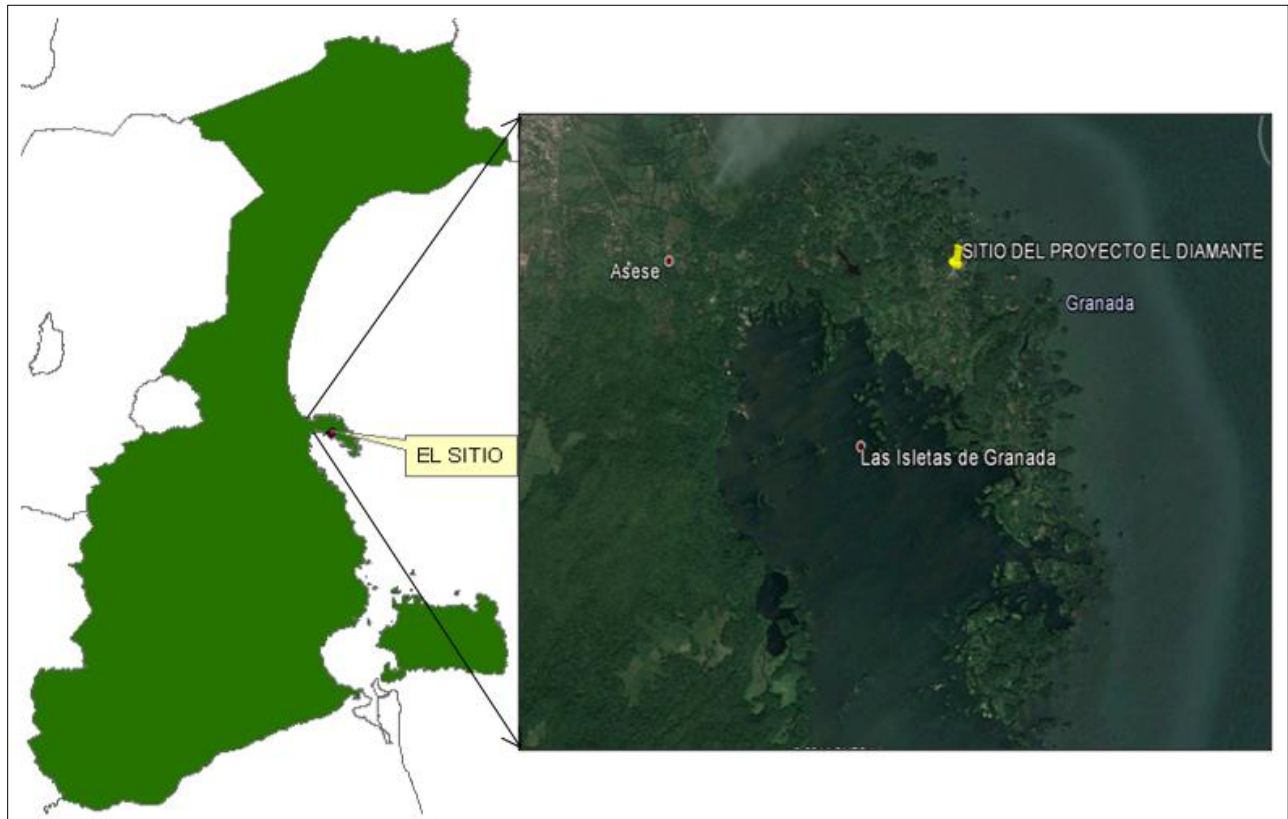 SITIO DEL PROYECTO EL DIAMANTE
Asese
Granada
EL SITIO
Las Isletas de Granada